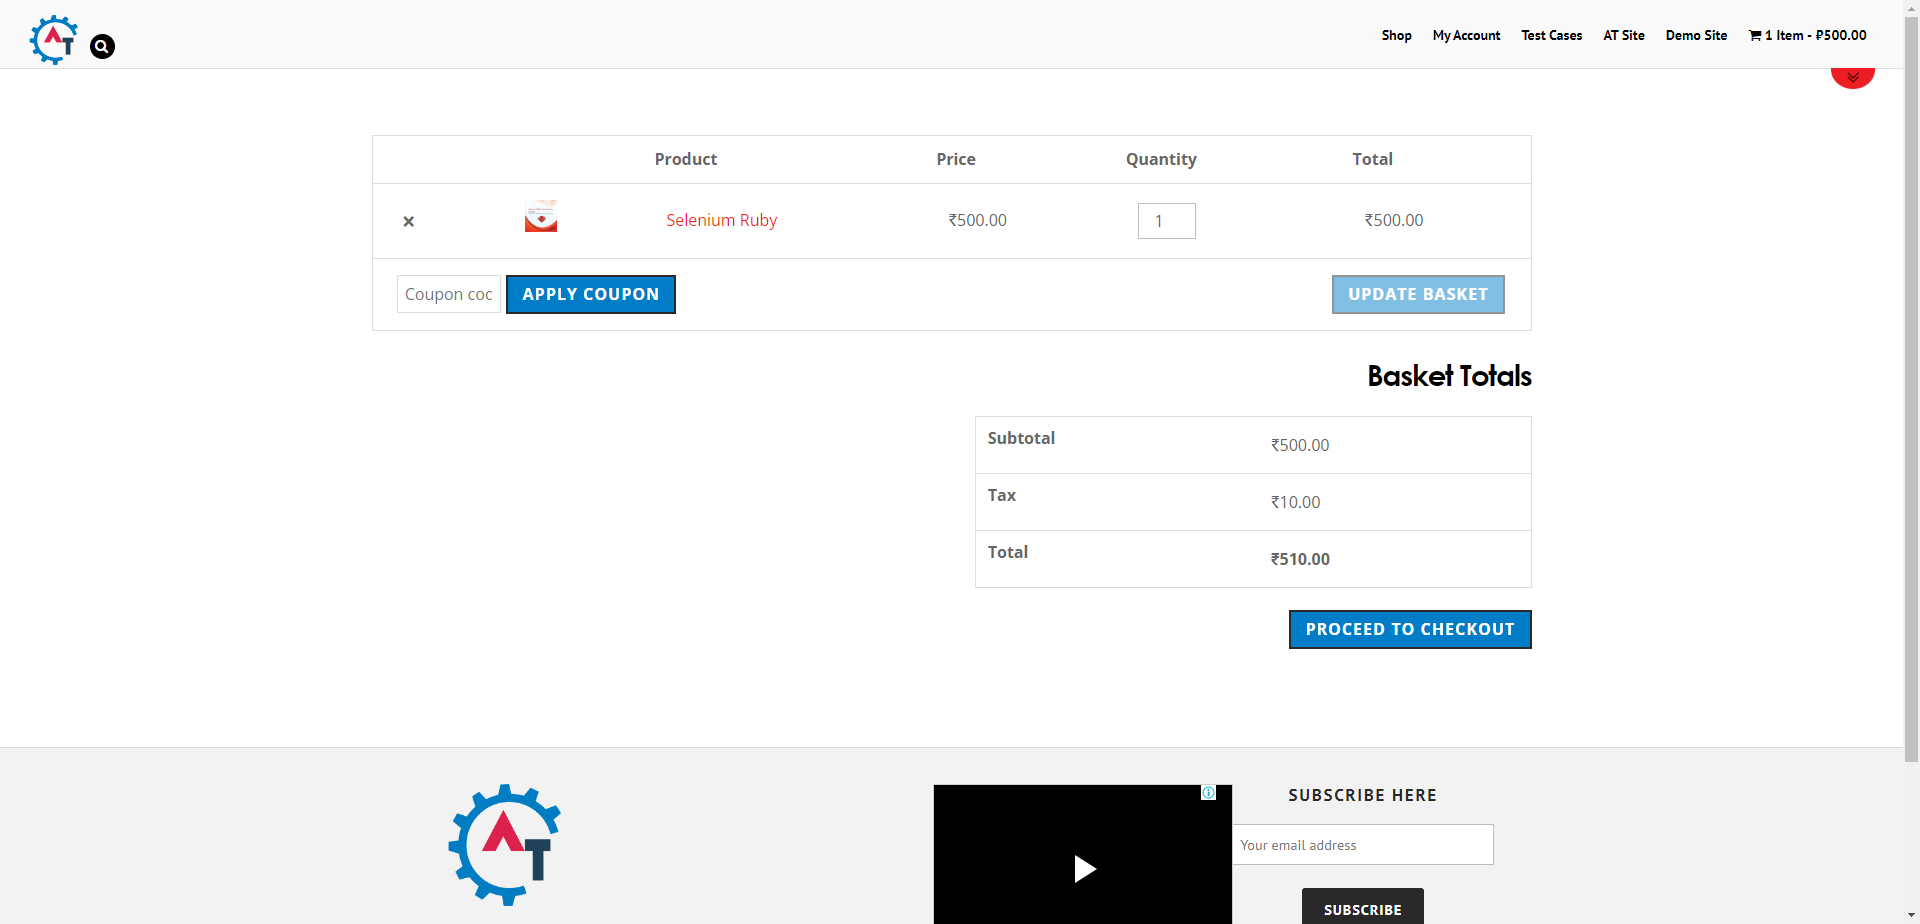 AT
Shop My Account Test Cases AT Site Demo Site 1 Item - ₽500.00
Product Price Quantity Total
× Selenium Ruby ₹500.00 1 ₹500.00
Coupon coc APPLY COUPON UPDATE BASKET
Basket Totals
Subtotal ₹500.00
Tax ₹10.00
Total ₹510.00
PROCEED TO CHECKOUT
AT
SUBSCRIBE HERE
Your email address
SUBSCRIBE